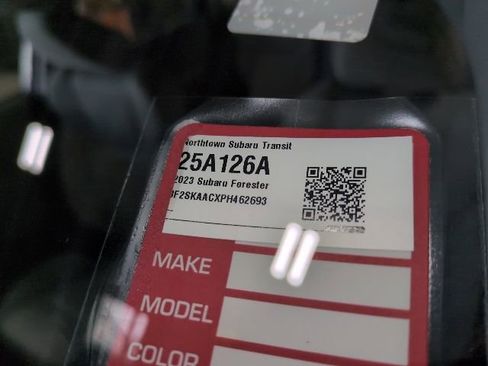 Northtown Subaru Transit
25A126A
2023 Subaru Forester
JF2SKAACXPH462693
MAKE
MODEL
COLOR